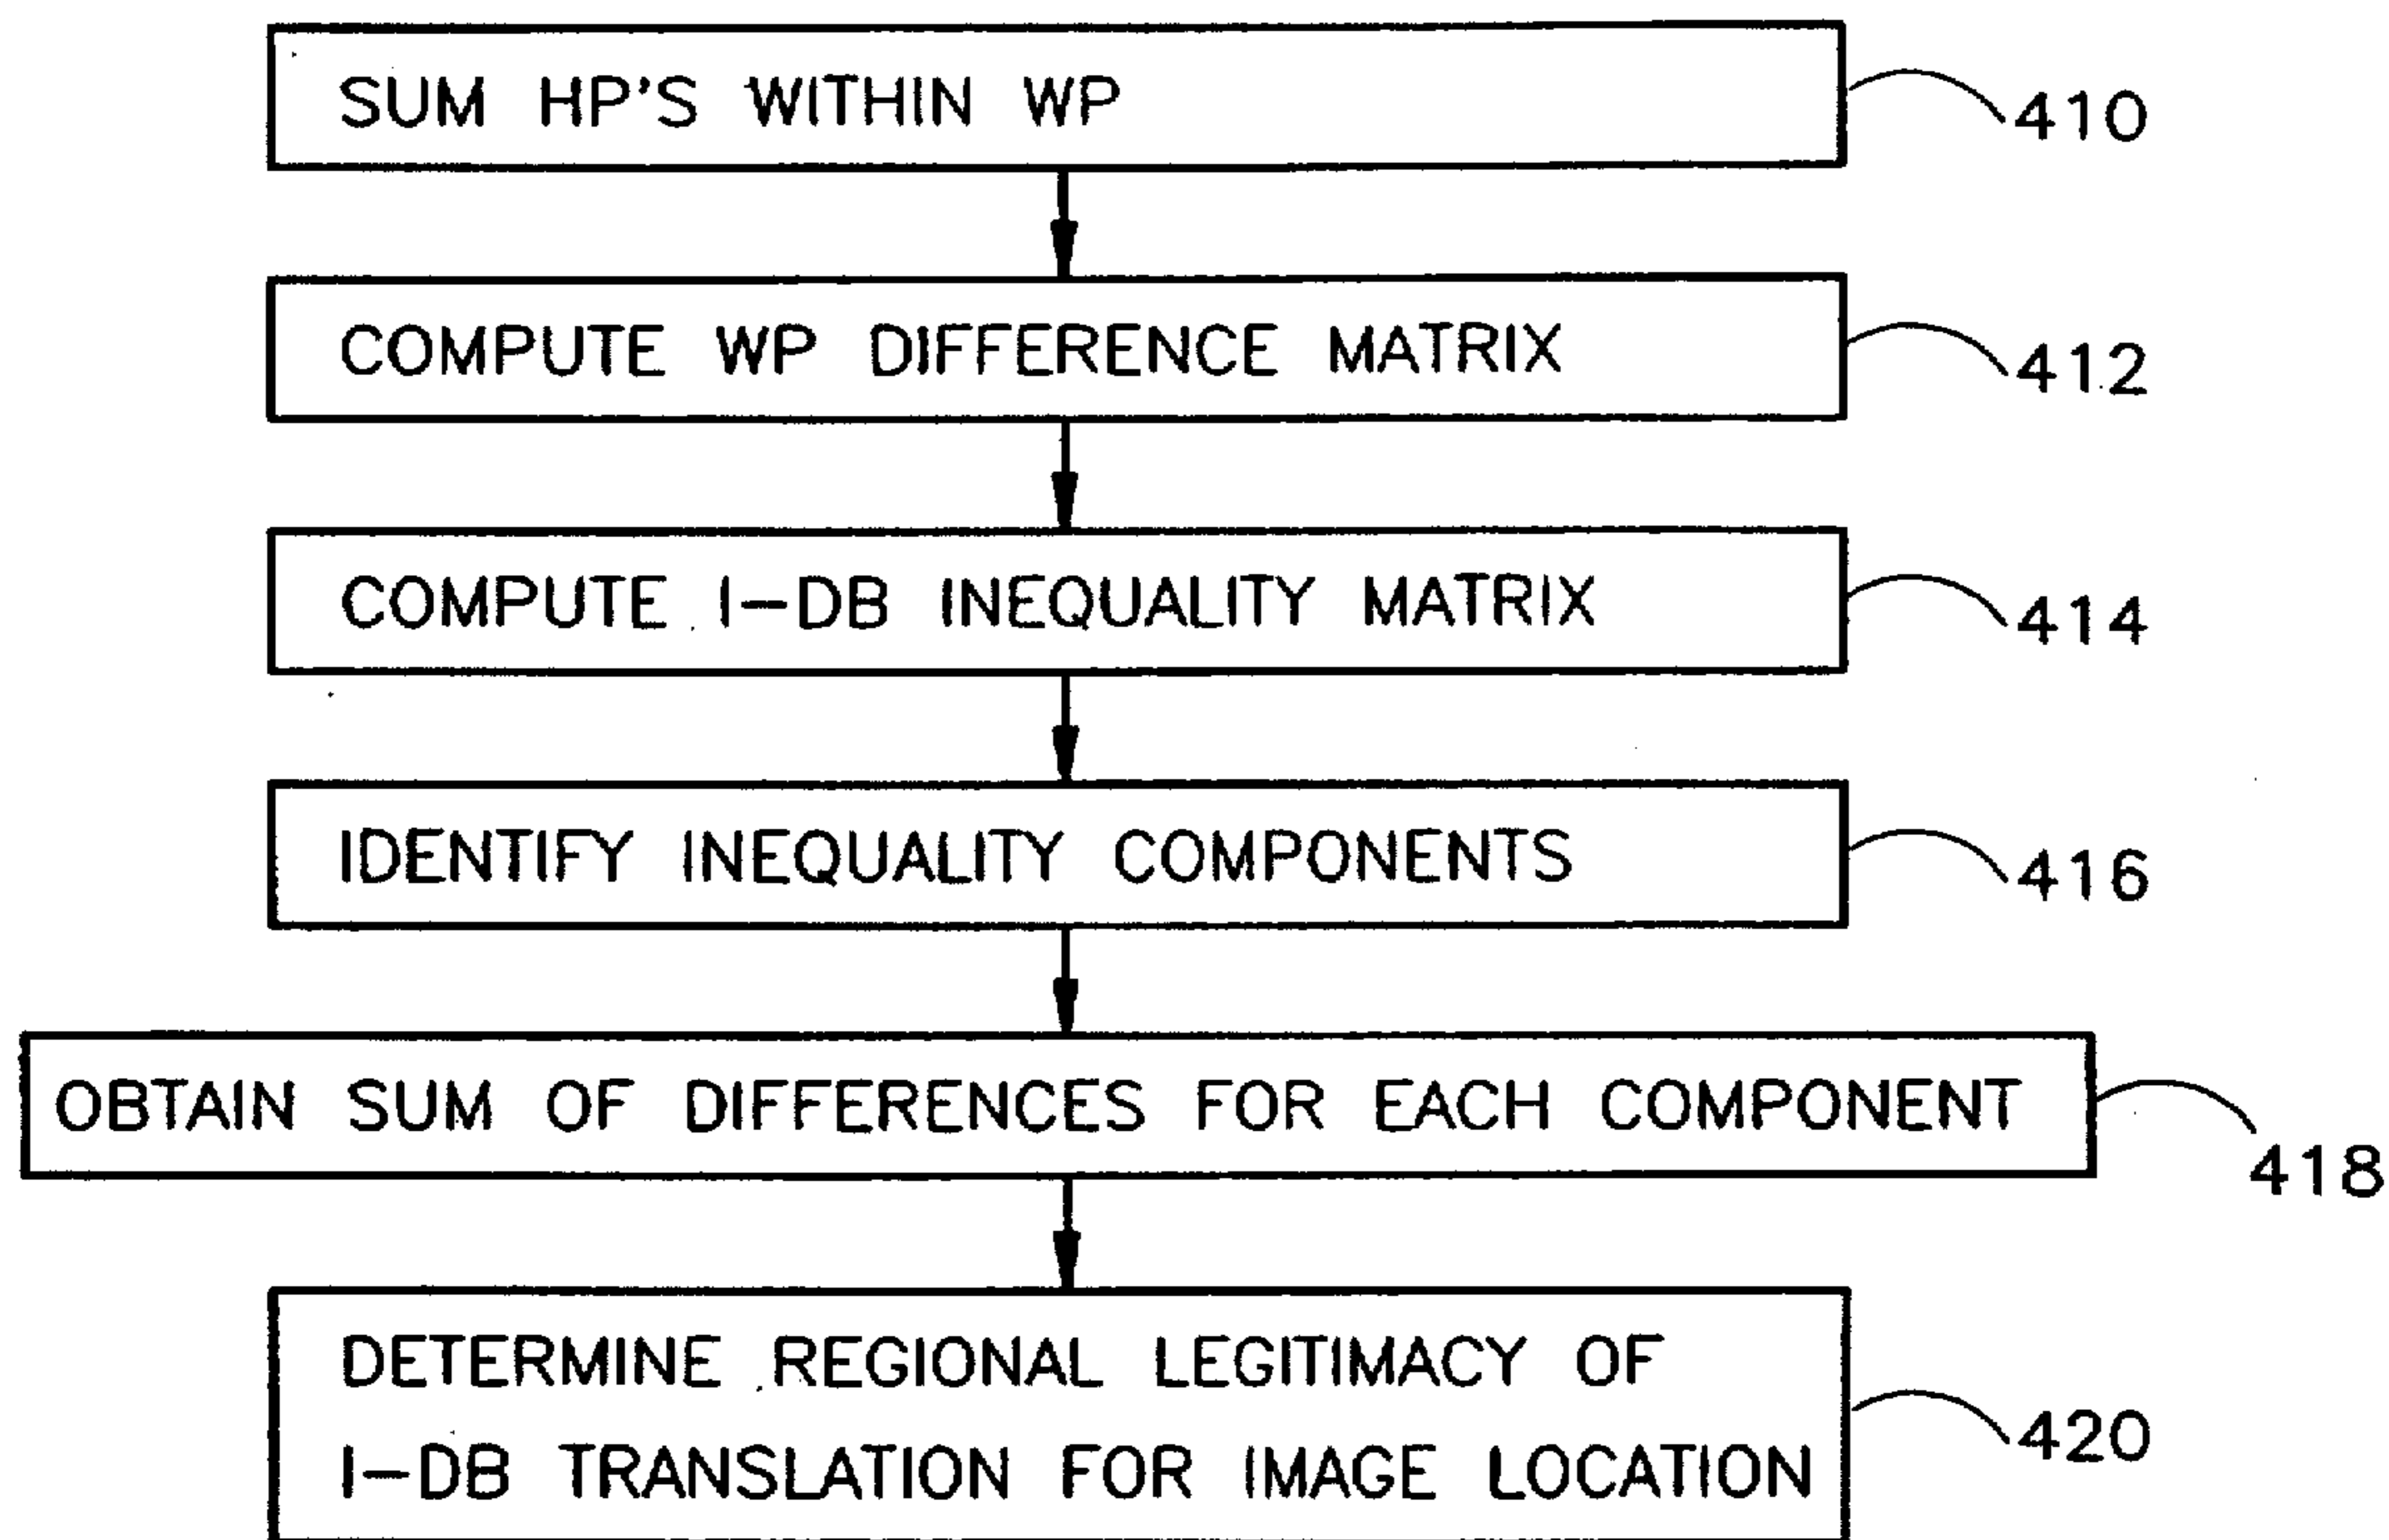 SUM HP'S WITHIN WP
410
COMPUTE WP DIFFERENCE MATRIX
412
COMPUTE I-DB INEQUALITY MATRIX
414
IDENTIFY INEQUALITY COMPONENTS
416
OBTAIN SUM OF DIFFERENCES FOR EACH COMPONENT
418
DETERMINE REGIONAL LEGITIMACY OF
I-DB TRANSLATION FOR IMAGE LOCATION
420